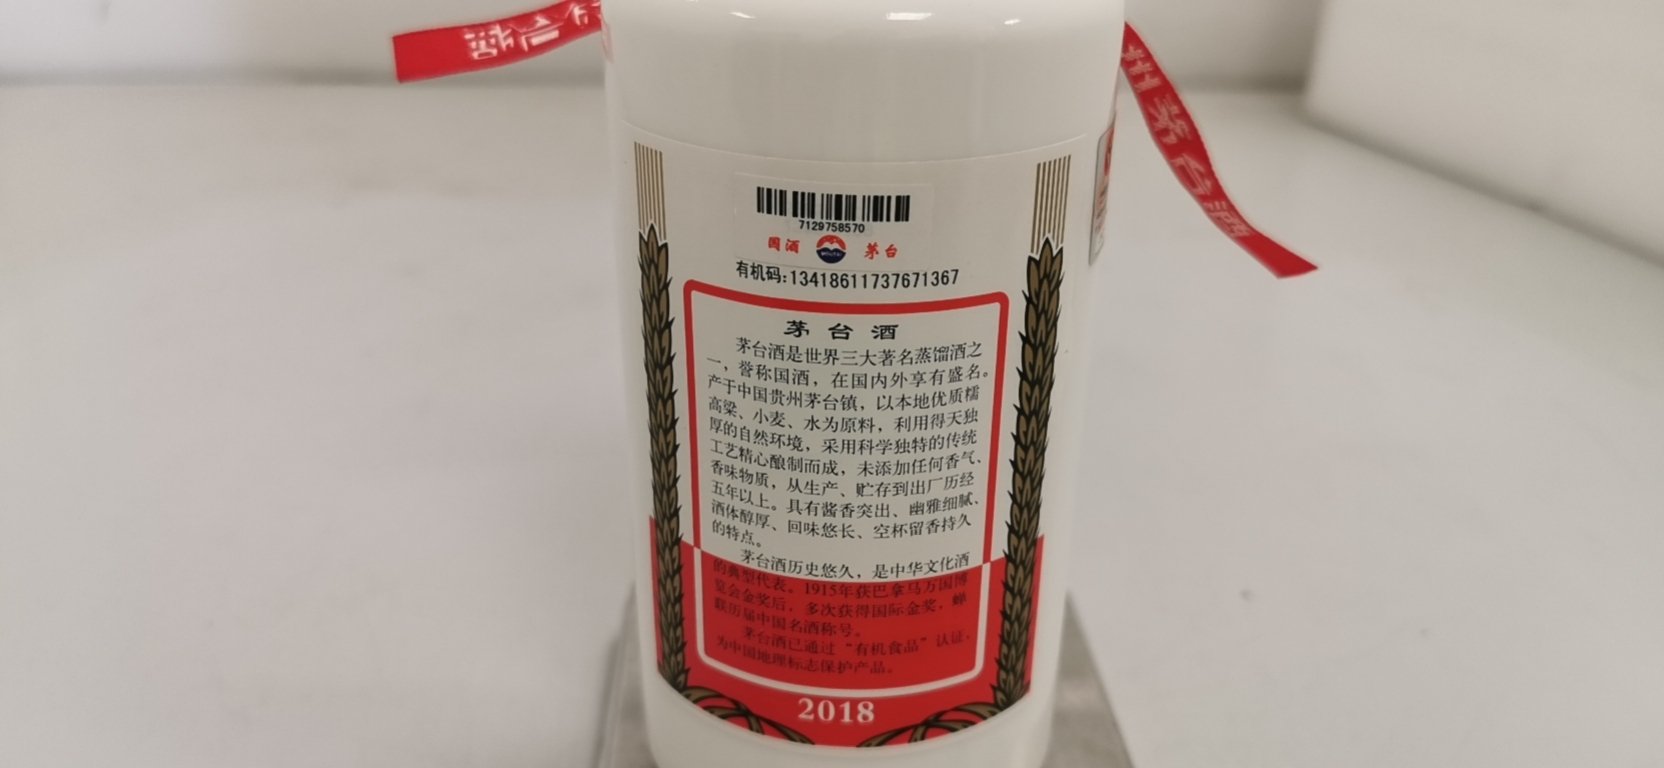 7129758570
国酒 茅台
有机码:13418611737671367
茅台酒
茅台酒是世界三大著名蒸馏酒之
一，誉称国酒，在国内外享有盛名。
产于中国贵州茅台镇，以本地优质糯
高粱、小麦、水为原料，利用得天独
厚的自然环境，采用科学独特的传统
工艺精心酿制而成，未添加任何香气、
香味物质，从生产、贮存到出厂历经
五年以上。具有酱香突出、幽雅细腻、
酒体醇厚、回味悠长、空杯留香持久
的特点。
茅台酒历史悠久，是中华文化酒
的典型代表。1915年获巴拿马万国博
览会金奖后，多次获得国际金奖，蝉
联历届中国名酒称号。
茅台酒已通过“有机食品”认证，
为中国地理标志保护产品。
2018
州茅台酒